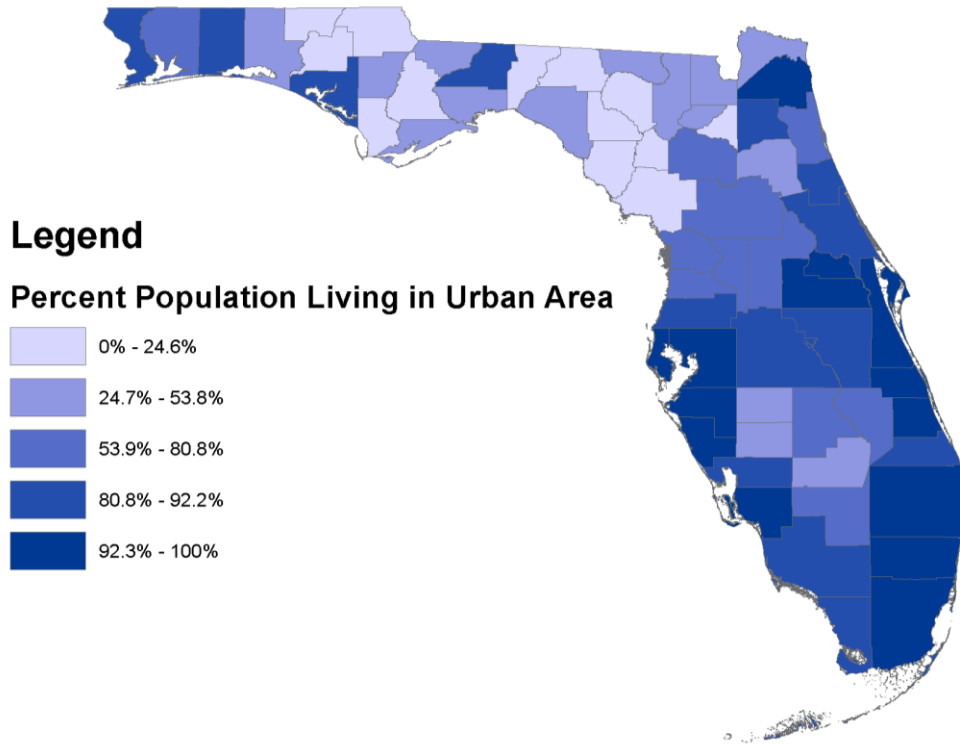 Legend
Percent Population Living in Urban Area
0% - 24.6%
24.7% - 53.8%
53.9% - 80.8%
80.8% - 92.2%
92.3% - 100%